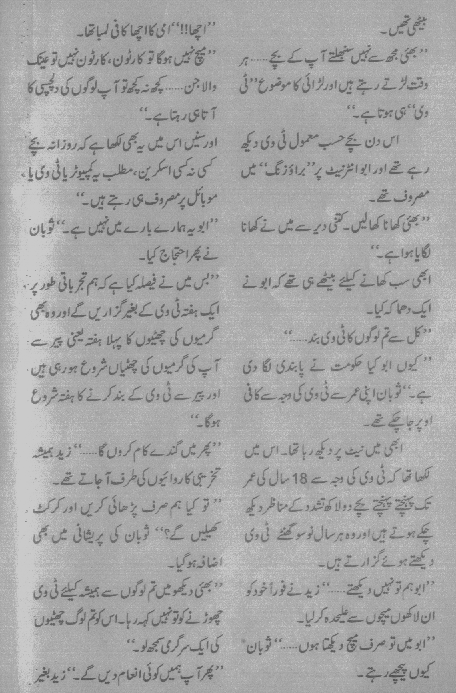 بیٹھی تھیں۔
”بھئی مجھ سے نہیں سنبھلتے آپ کے بچے...... ہر
وقت لڑتے رہتے ہیں اور لڑائی کا موضوع ”ٹی
وی“ ہی ہوتا ہے۔“
اس دن بچے حسب معمول ٹی وی دیکھ
رہے تھے اور ابو انٹرنیٹ پر ”براؤزنگ“ میں
مصروف تھے۔
”بھئی کھانا کھالیں۔ کتنی دیر سے میں نے کھانا
لگایا ہوا ہے۔“
ابھی سب کھانے کیلئے بیٹھے ہی تھے کہ ابو نے
ایک دھماکہ کیا۔
”کل سے تم لوگوں کا ٹی وی بند......“
”کیوں ابو کیا حکومت نے پابندی لگا دی
ہے۔“ ثوبان اپنی عمر سے ٹی وی کی وجہ سے کافی
اوپر جاچکے تھے۔
ابھی میں نیٹ پر دیکھ رہا تھا۔ اس میں
لکھا تھا کہ ٹی وی کی وجہ سے 18 سال کی عمر
تک پہنچتے پہنچتے بچے دو لاکھ تشدد کے مناظر دیکھ
چکے ہوتے ہیں اور وہ ہر سال نو سو گھنٹے ٹی وی
دیکھتے ہوئے گزارتے ہیں۔
”ابو ہم تو نہیں دیکھتے......“ زید نے فوراً خود کو
ان لاکھوں بچوں سے علیحدہ کرلیا۔
”ابو میں تو صرف میچ دیکھتا ہوں......“ ثوبان
کیوں پیچھے رہتے۔
”اچھا!!“ امی کا اچھا کافی لمبا تھا۔
”میچ نہیں ہوگا تو کارٹون، کارٹون نہیں تو عینک
والا جن...... کچھ نہ کچھ تو آپ لوگوں کی دلچسپی کا
آتا ہی رہتا ہے۔“
اور سنیں اس میں یہ بھی لکھا ہے کہ روزانہ بچے
کسی نہ کسی اسکرین، مطلب یہ کمپیوٹر یا ٹی وی یا
موبائل پر مصروف ہی رہتے ہیں۔“
”ابو یہ ہمارے بارے میں نہیں ہے۔“ ثوبان
نے پھر احتجاج کیا۔
”بس میں نے فیصلہ کیا ہے کہ ہم تجرباتی طور پر
ایک ہفتہ ٹی وی کے بغیر گزاریں گے اور وہ بھی
گرمیوں کی چھٹیوں کا پہلا ہفتہ یعنی پیر سے
آپ کی گرمیوں کی چھٹیاں شروع ہو رہی ہیں
اور پیر سے ٹی وی کے بند کرنے کا ہفتہ شروع
ہوگا۔“
”پھر میں گندے کام کروں گا......“ زید ہمیشہ
تخریبی کاروائیوں کی طرف آجاتے تھے۔
”تو کیا ہم صرف پڑھائی کریں اور کرکٹ
کھیلیں گے؟“ ثوبان کی پریشانی میں بھی
اضافہ ہوگیا۔
”بھئی دیکھو میں تم لوگوں سے ہمیشہ کیلئے ٹی وی
چھوڑنے کو تو نہیں کہہ رہا۔ اس کو تم لوگ چھٹیوں
کی ایک سرگرمی سمجھ لو۔“
”پھر آپ ہمیں کوئی انعام دیں گے۔“ زید بغیر